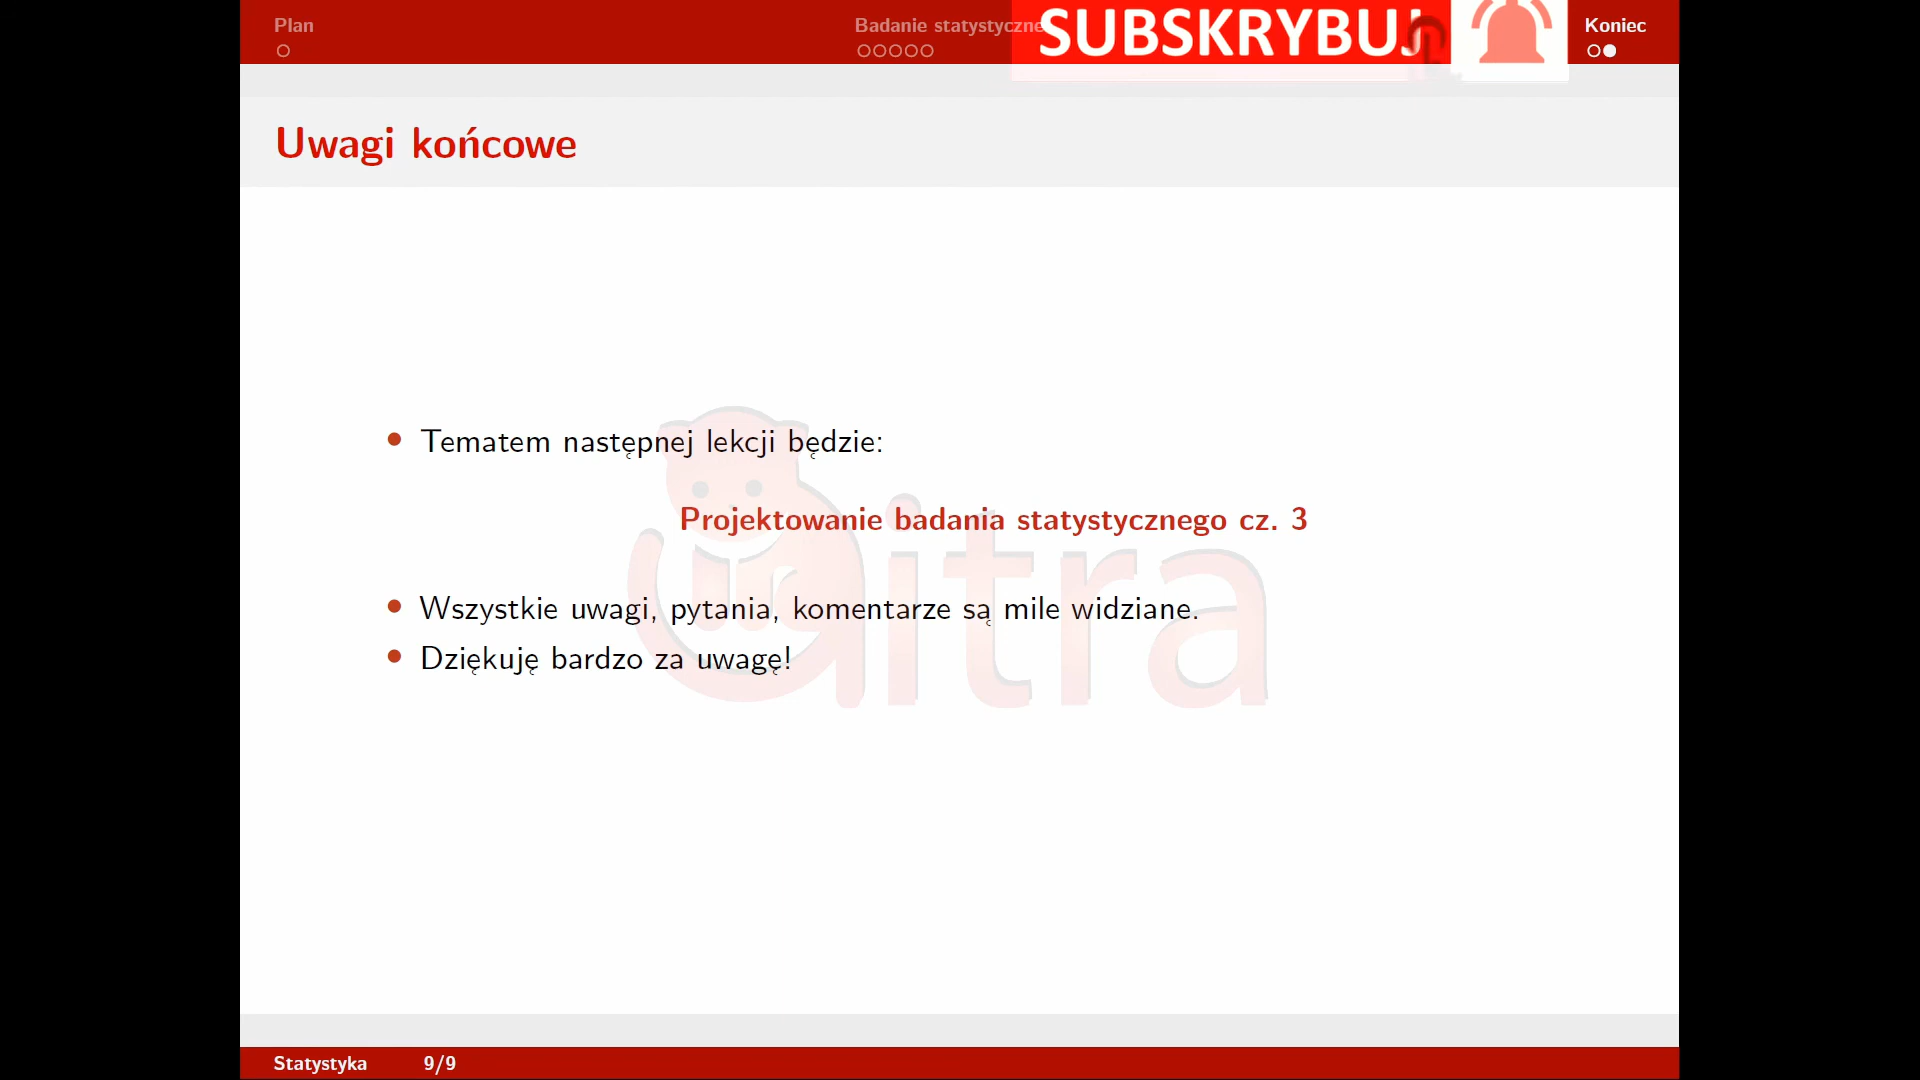 Plan
Badanie statystyczne
SUBSKRYBUJ
Koniec
Uwagi końcowe
• Tematem następnej lekcji będzie:
Projektowanie badania statystycznego cz. 3
• Wszystkie uwagi, pytania, komentarze są mile widziane.
• Dziękuję bardzo za uwagę!
itra
Statystyka 9/9